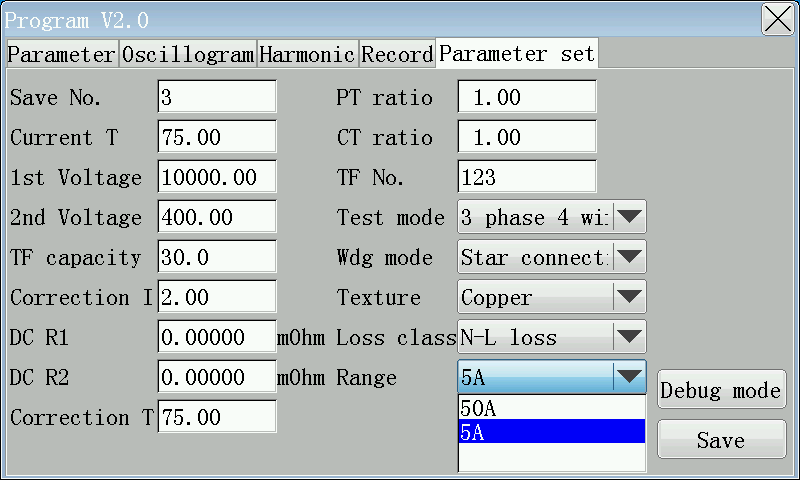 Program V2.0
Parameter Oscillogram Harmonic Record Parameter set
Save No. 3 PT ratio 1.00
Current T 75.00 CT ratio 1.00
1st Voltage 10000.00 TF No. 123
2nd Voltage 400.00 Test mode 3 phase 4 wi
TF capacity 30.0 Wdg mode Star connect
Correction I 2.00 Texture Copper
DC R1 0.00000 mOhm Loss class N-L loss
DC R2 0.00000 mOhm Range 5A
Debug mode
Correction T 75.00 50A
5A
Save